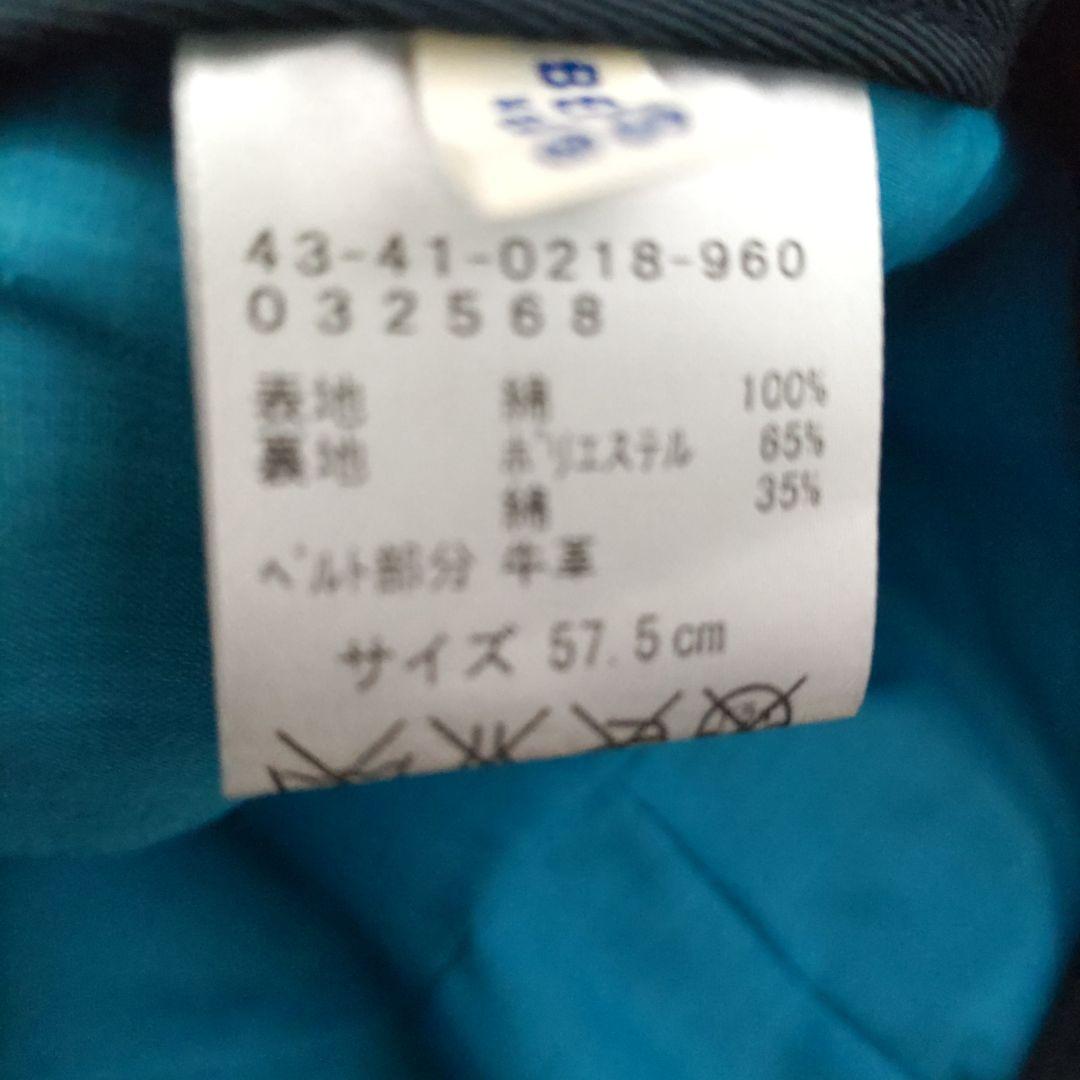 43-41-0218-960
032568
表地 綿 100%
裏地 ポリエステル 65%
綿 35%
ベルト部分 牛革
サイズ 57.5cm